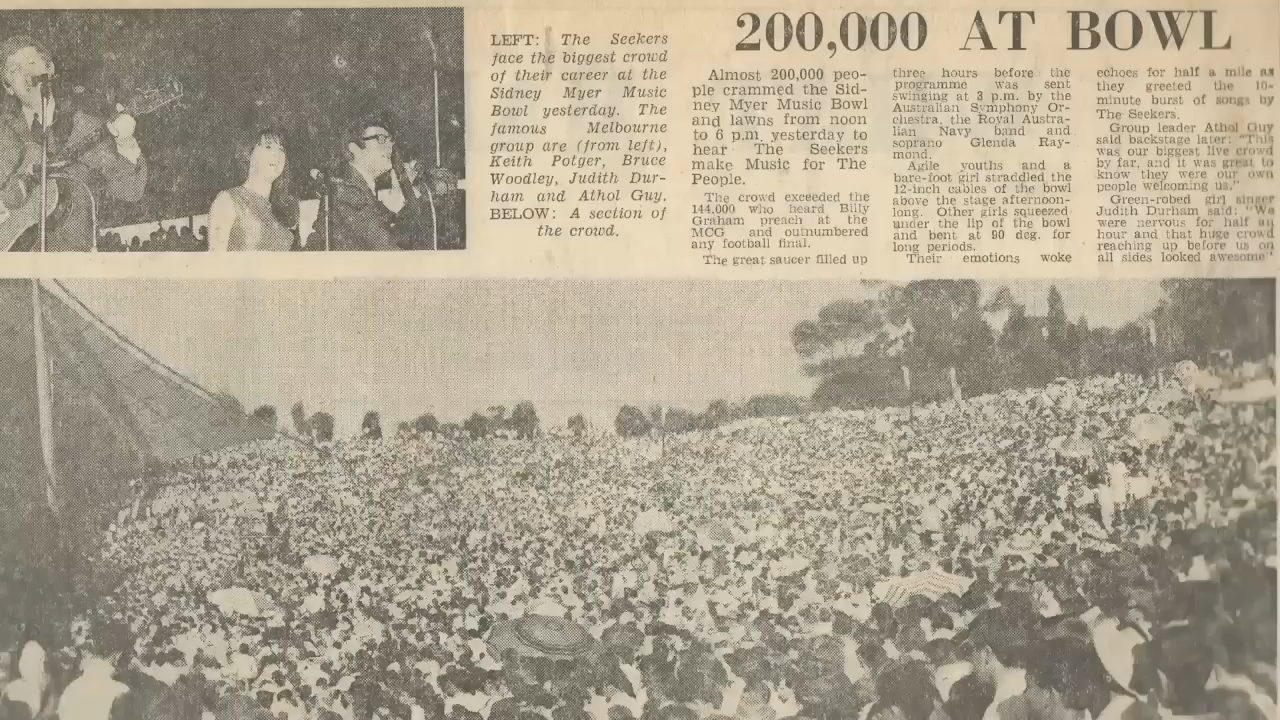 LEFT: The Seekers
face the biggest crowd
of their career at the
Sidney Myer Music
Bowl yesterday. The
famous Melbourne
group are (from left),
Keith Potger, Bruce
Woodley, Judith Dur-
ham and Athol Guy.
BELOW: A section of
the crowd.
200,000 AT BOWL
Almost 200,000 peo-
ple crammed the Sid-
ney Myer Music Bowl
and lawns from noon
to 6 p.m. yesterday to
hear The Seekers
make Music for The
People.
The crowd exceeded the
144,000 who heard Billy
Graham preach at the
MCG and outnumbered
any football final.
The great saucer filled up
three hours before the
programme was sent
swinging at 3 p.m. by the
Australian Symphony Or-
chestra, the Royal Austra-
lian Navy band and
soprano Glenda Ray-
mond.
Agile youths and a
bare-foot girl straddled the
12-inch cables of the bowl
above the stage afternoon-
long. Other girls squeezed
under the lip of the bowl
and bent at 90 deg. for
long periods.
Their emotions woke
echoes for half a mile as
they greeted the 10-
minute burst of songs by
The Seekers.
Group leader Athol Guy
said backstage later: "This
was our biggest live crowd
by far, and it was great to
know they were our own
people welcoming us."
Green-robed girl singer
Judith Durham said: "We
were nervous for half an
hour and that huge crowd
reaching up before us on
all sides looked awesome"